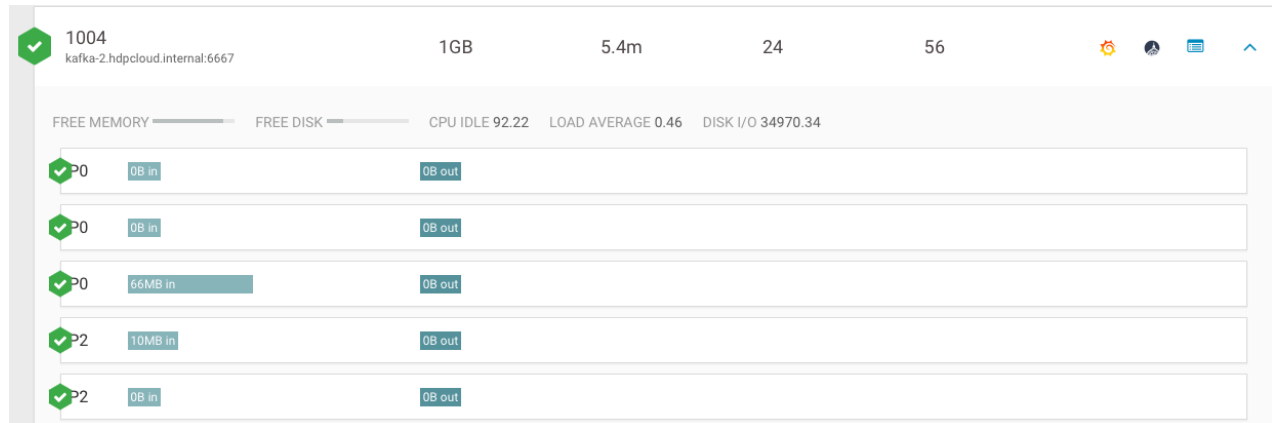 1004 1GB 5.4m 24 56
kafka-2.hdpcloud.internal:6667
FREE MEMORY FREE DISK CPU IDLE 92.22 LOAD AVERAGE 0.46 DISK I/O 34970.34
P0 0B in 0B out
P0 0B in 0B out
P0 66MB in 0B out
P2 10MB in 0B out
P2 0B in 0B out